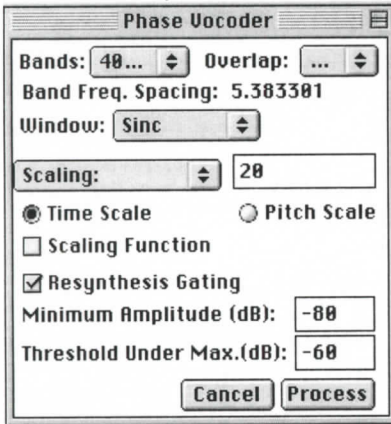 Phase Vocoder
Bands: 40... Overlap: ...
Band Freq. Spacing: 5.383301
Window: Sinc
Scaling: 20
Time Scale Pitch Scale
Scaling Function
Resynthesis Gating
Minimum Amplitude (dB): -80
Threshold Under Max.(dB): -60
Cancel Process